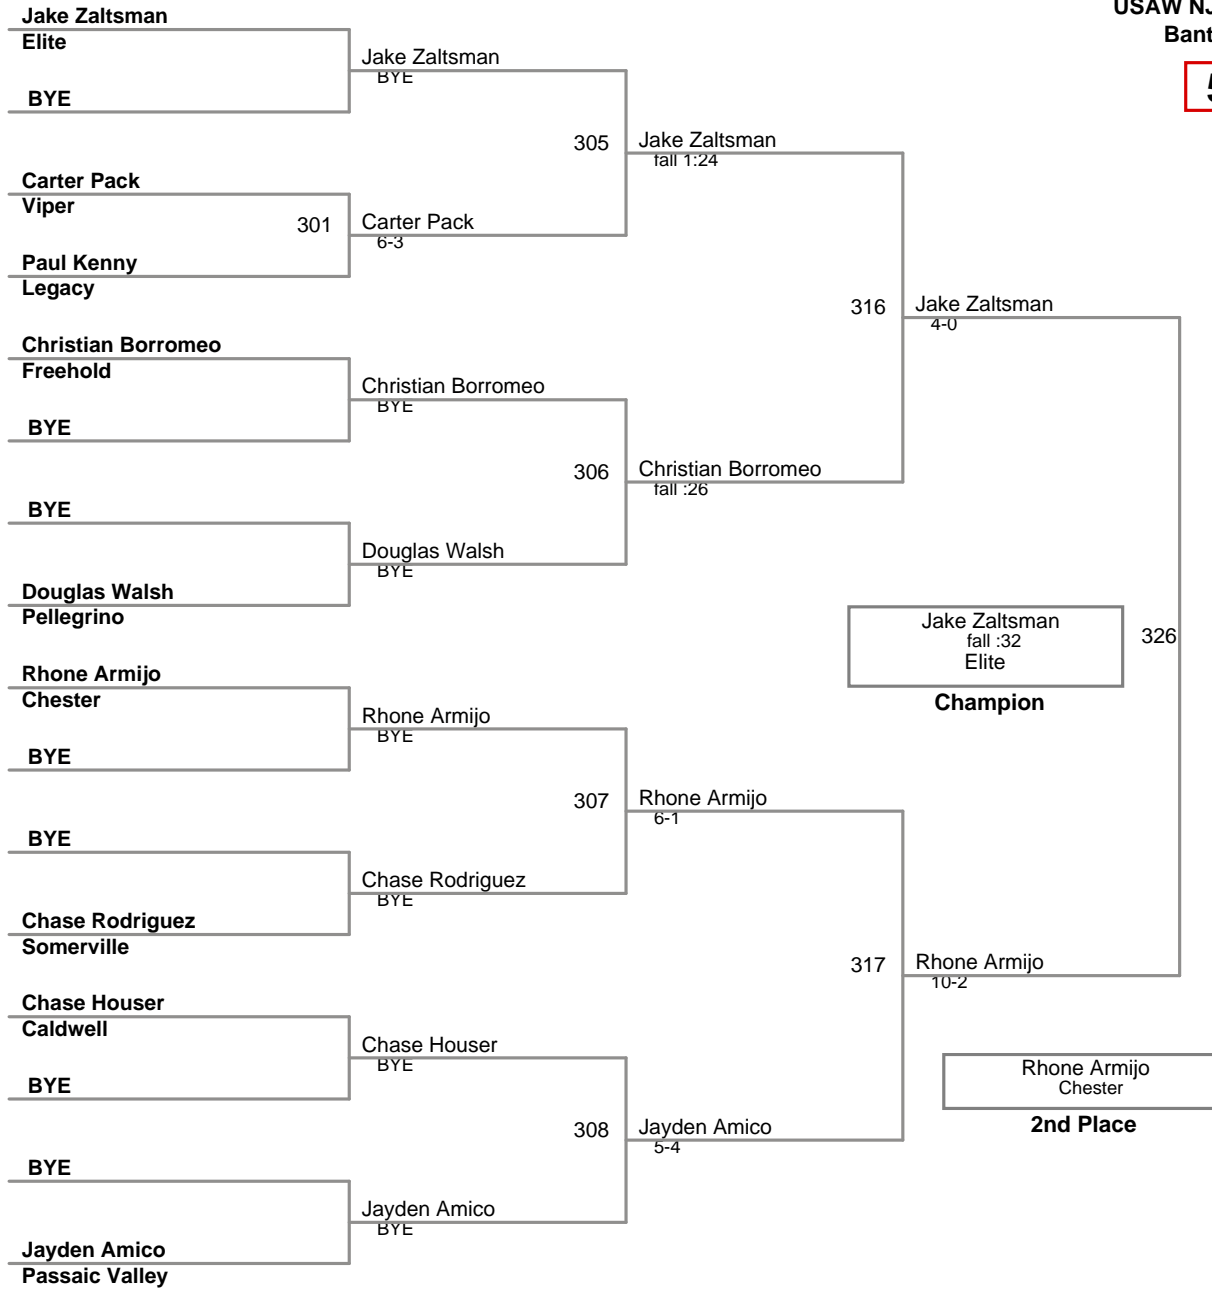 Jake Zaltsman
Elite
BYE
Carter Pack
Viper
Paul Kenny
Legacy
Christian Borromeo
Freehold
BYE
BYE
Douglas Walsh
Pellegrino
Rhone Armijo
Chester
BYE
BYE
Chase Rodriguez
Somerville
Chase Houser
Caldwell
BYE
BYE
Jayden Amico
Passaic Valley
301
Jake Zaltsman
BYE
Carter Pack
6-3
Christian Borromeo
BYE
Douglas Walsh
BYE
Rhone Armijo
BYE
Chase Rodriguez
BYE
Chase Houser
BYE
Jayden Amico
BYE
305
306
307
308
Jake Zaltsman
fall 1:24
Christian Borromeo
fall :26
Rhone Armijo
6-1
Jayden Amico
5-4
316
317
Jake Zaltsman
4-0
Rhone Armijo
10-2
326
Jake Zaltsman
fall :32
Elite
Champion
Rhone Armijo
Chester
2nd Place
USAW NJ
Bant